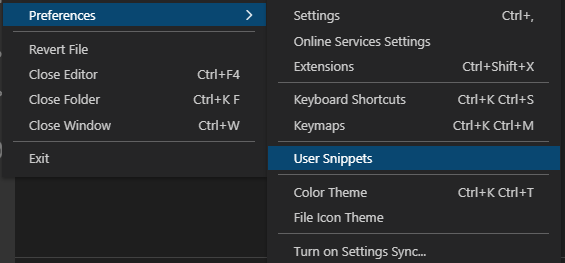 Preferences
Revert File
Close Editor Ctrl+F4
Close Folder Ctrl+K F
Close Window Ctrl+W
Exit
Settings Ctrl+,
Online Services Settings
Extensions Ctrl+Shift+X
Keyboard Shortcuts Ctrl+K Ctrl+S
Keymaps Ctrl+K Ctrl+M
User Snippets
Color Theme Ctrl+K Ctrl+T
File Icon Theme
Turn on Settings Sync...